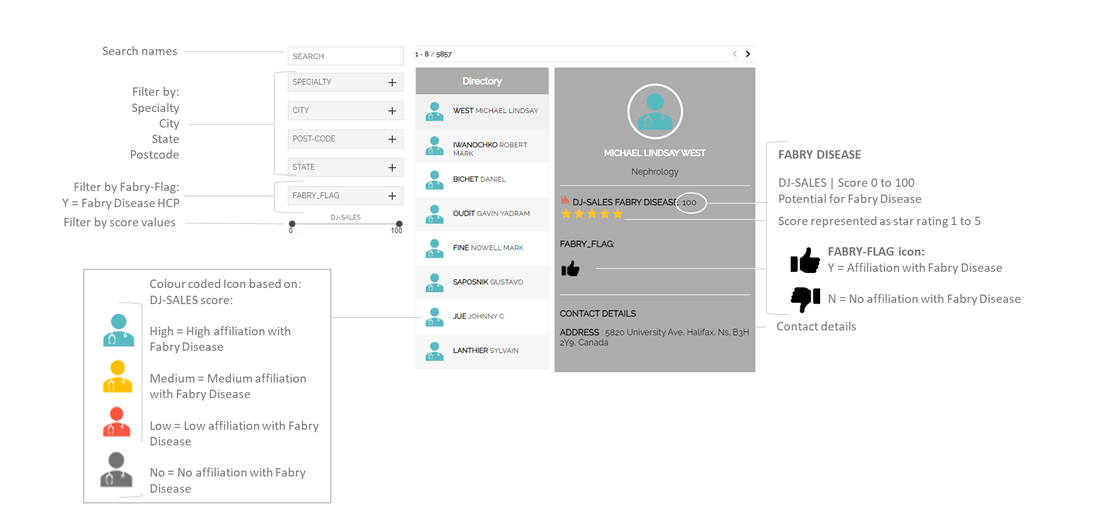 Search names
Filter by:
Specialty
City
State
Postcode
Filter by Fabry-Flag:
Y = Fabry Disease HCP
Filter by score values
SEARCH
SPECIALTY
CITY
POST-CODE
STATE
FABRY_FLAG
DJ-SALES
0
100
Colour coded Icon based on:
DJ-SALES score:
High = High affiliation with
Fabry Disease
Medium = Medium affiliation
with Fabry Disease
Low = Low affiliation with Fabry
Disease
No = No affiliation with Fabry
Disease
1 - 8 / 5857
Directory
WEST MICHAEL LINDSAY
IWANOCHKO ROBERT
MARK
BICHET DANIEL
OUDIT GAVIN YADRAM
FINE NOWELL MARK
SAPOSNIK GUSTAVO
JUE JOHNNY C
LANTHIER SYLVAIN
MICHAEL LINDSAY WEST
Nephrology
DJ-SALES FABRY DISEASE: 100
FABRY_FLAG:
CONTACT DETAILS
ADDRESS : 5820 University Ave, Halifax, Ns, B3H
2Y9, Canada
FABRY DISEASE
DJ-SALES | Score 0 to 100
Potential for Fabry Disease
Score represented as star rating 1 to 5
FABRY-FLAG icon:
Y = Affiliation with Fabry Disease
N = No affiliation with Fabry Disease
Contact details